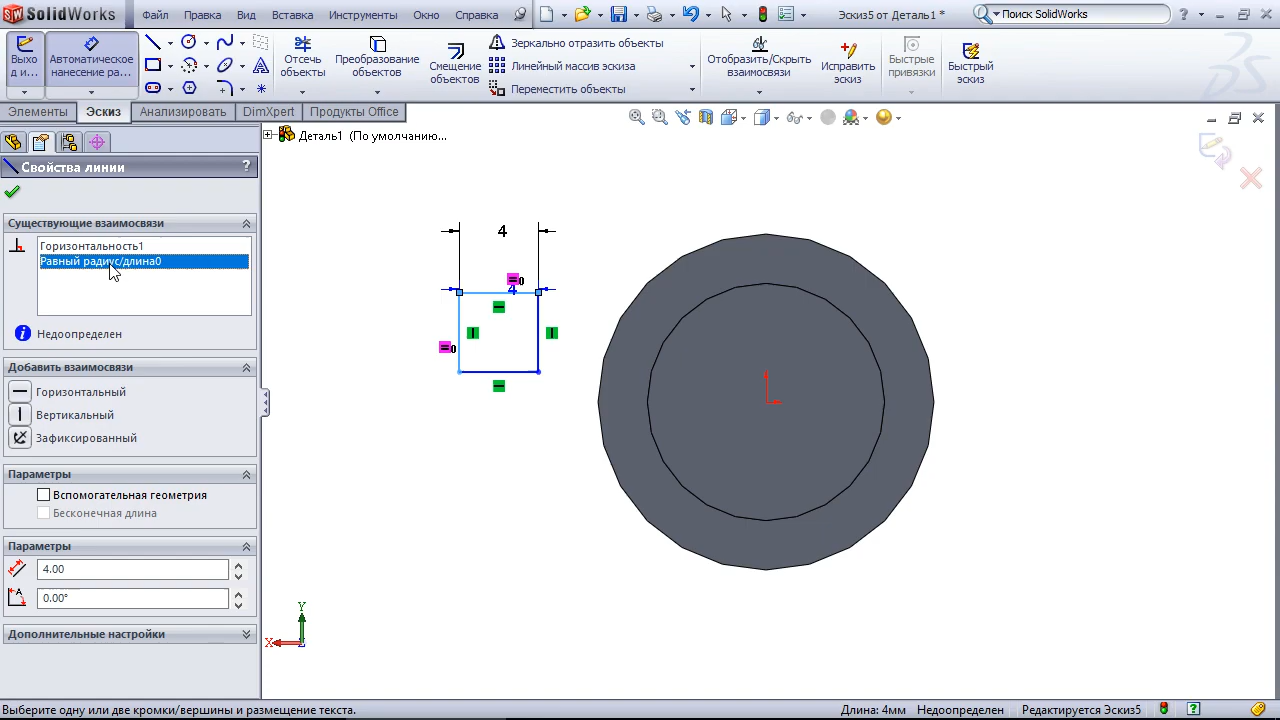 SolidWorks
Файл Правка Вид Вставка Инструменты Окно Справка
Эскиз5 от Деталь1 *
Поиск SolidWorks
Выхо
д и...
Автоматическое
нанесение ра...
Отсечь
объекты
Преобразование
объектов
Смещение
объектов
Зеркально отразить объекты
Линейный массив эскиза
Переместить объекты
Отобразить/Скрыть
взаимосвязи
Исправить
эскиз
Быстрые
привязки
Быстрый
эскиз
Элементы Эскиз Анализировать DimXpert Продукты Office
Деталь1 (По умолчанию...
Свойства линии ?
Существующие взаимосвязи
Горизонтальность1
Равный радиус/длина0
Недоопределен
Добавить взаимосвязи
Горизонтальный
Вертикальный
Зафиксированный
Параметры
Вспомогательная геометрия
Бесконечная длина
Параметры
4.00
0.00°
Дополнительные настройки
4
0
4
0
Y
X
Z
Выберите одну или две кромки/вершины и размещение текста.
Длина: 4мм Недоопределен Редактируется Эскиз5